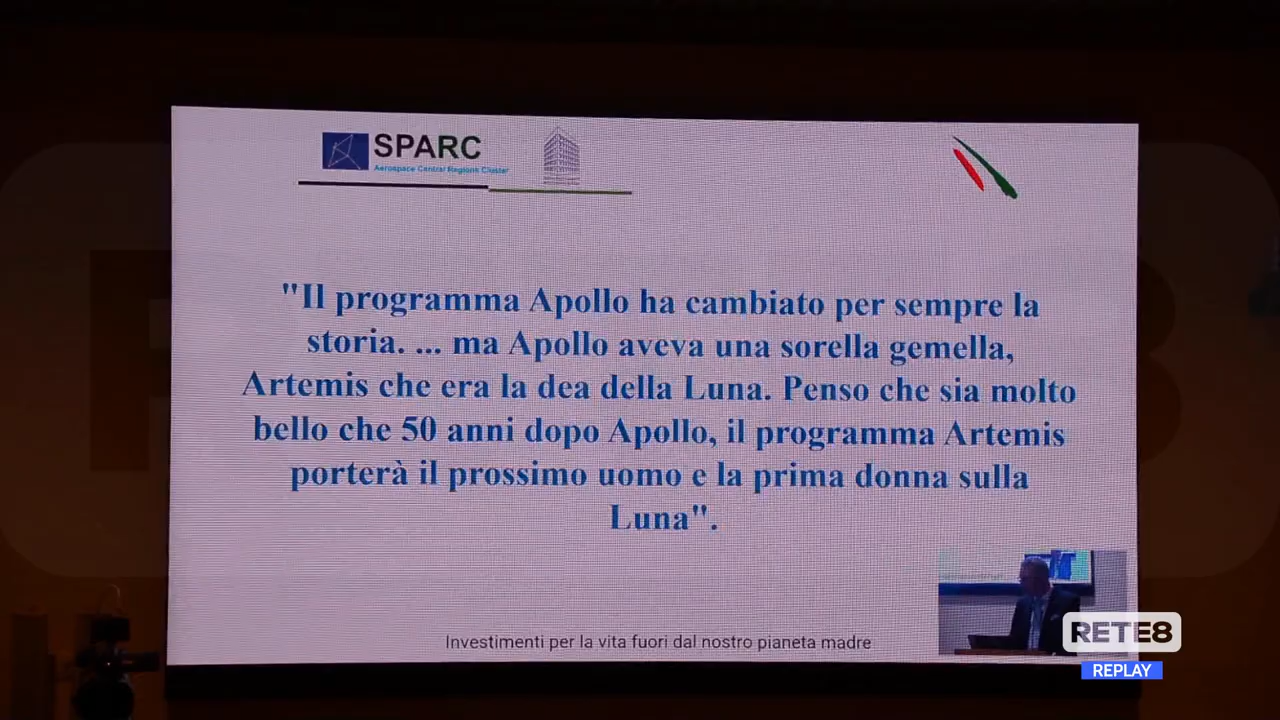 SPARC
Aerospace Central Regions Cluster
"Il programma Apollo ha cambiato per sempre la
storia. ... ma Apollo aveva una sorella gemella,
Artemis che era la dea della Luna. Penso che sia molto
bello che 50 anni dopo Apollo, il programma Artemis
porterà il prossimo uomo e la prima donna sulla
Luna".
Investimenti per la vita fuori dal nostro pianeta madre
RETE8
REPLAY